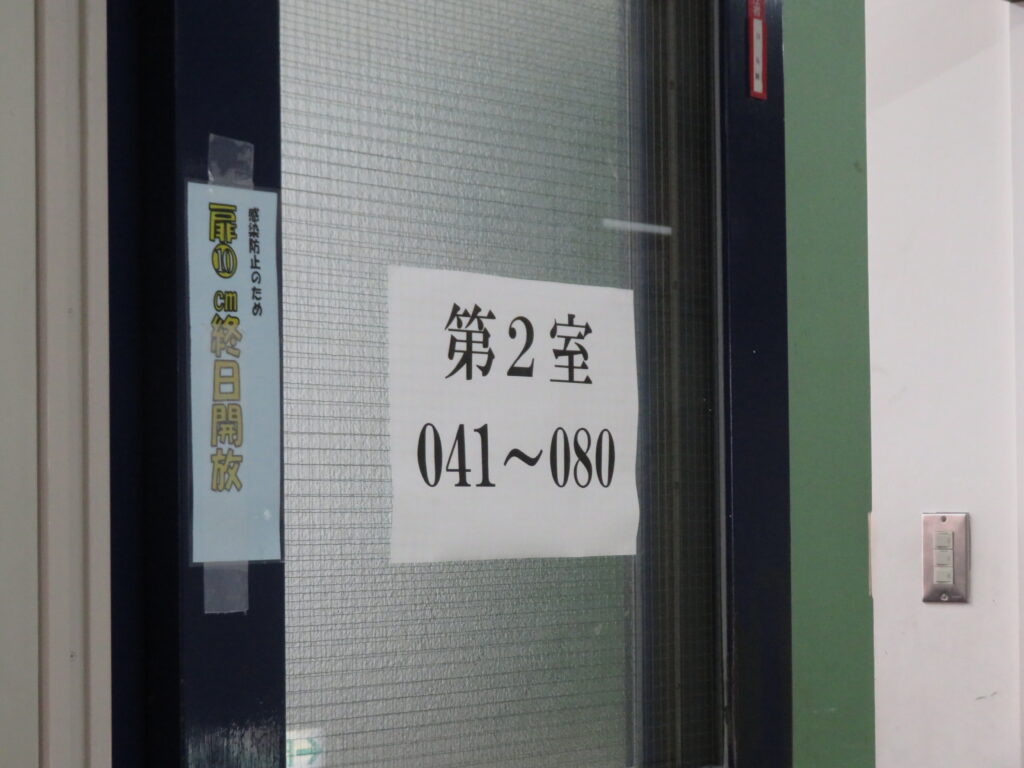 感染防止のため
扉⑩cm終日開放
第2室
041~080